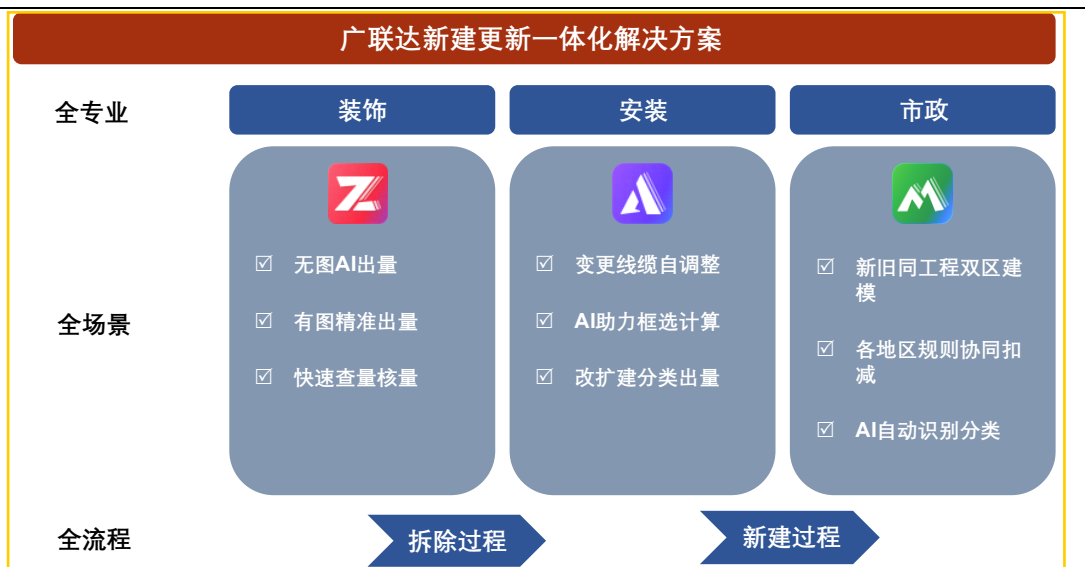 广联达新建更新一体化解决方案
全专业
装饰
安装
市政
全场景
无图AI出量
有图精准出量
快速查量核量
变更线缆自调整
AI助力框选计算
改扩建分类出量
新旧同工程双区建
模
各地区规则协同扣
减
AI自动识别分类
全流程
拆除过程
新建过程